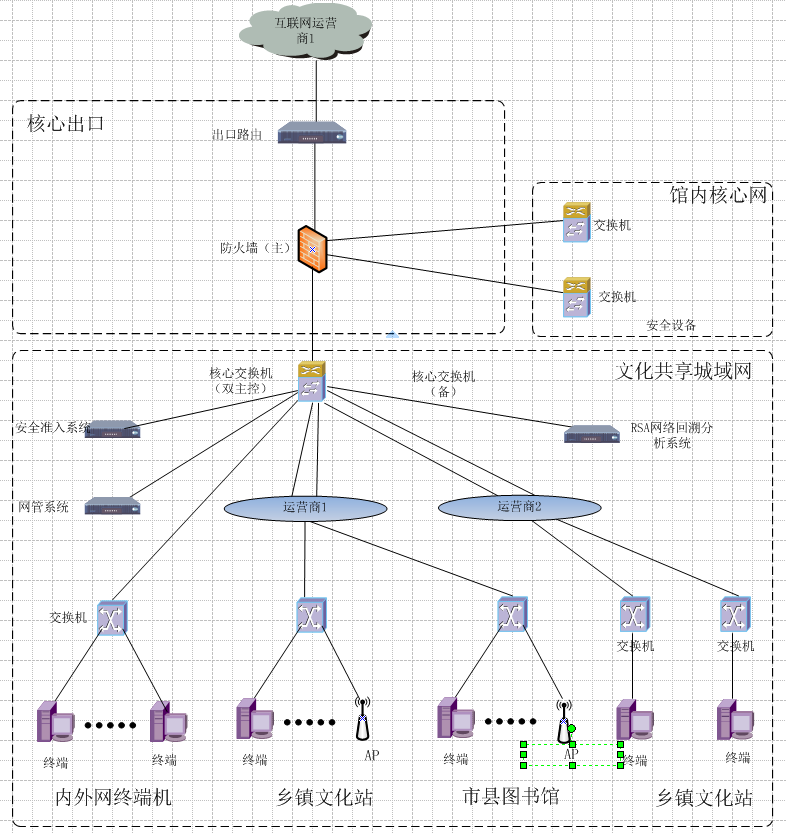 互联网运营
商1
核心出口
出口路由
馆内核心网
交换机
防火墙（主）
交换机
安全设备
文化共享城域网
核心交换机
（双主控）
核心交换机
（备）
安全准入系统
RSA网络回溯分
析系统
网管系统
运营商1
运营商2
交换机
交换机
交换机
终端
终端
终端
AP
终端
AP
终端
终端
内外网终端机
乡镇文化站
市县图书馆
乡镇文化站